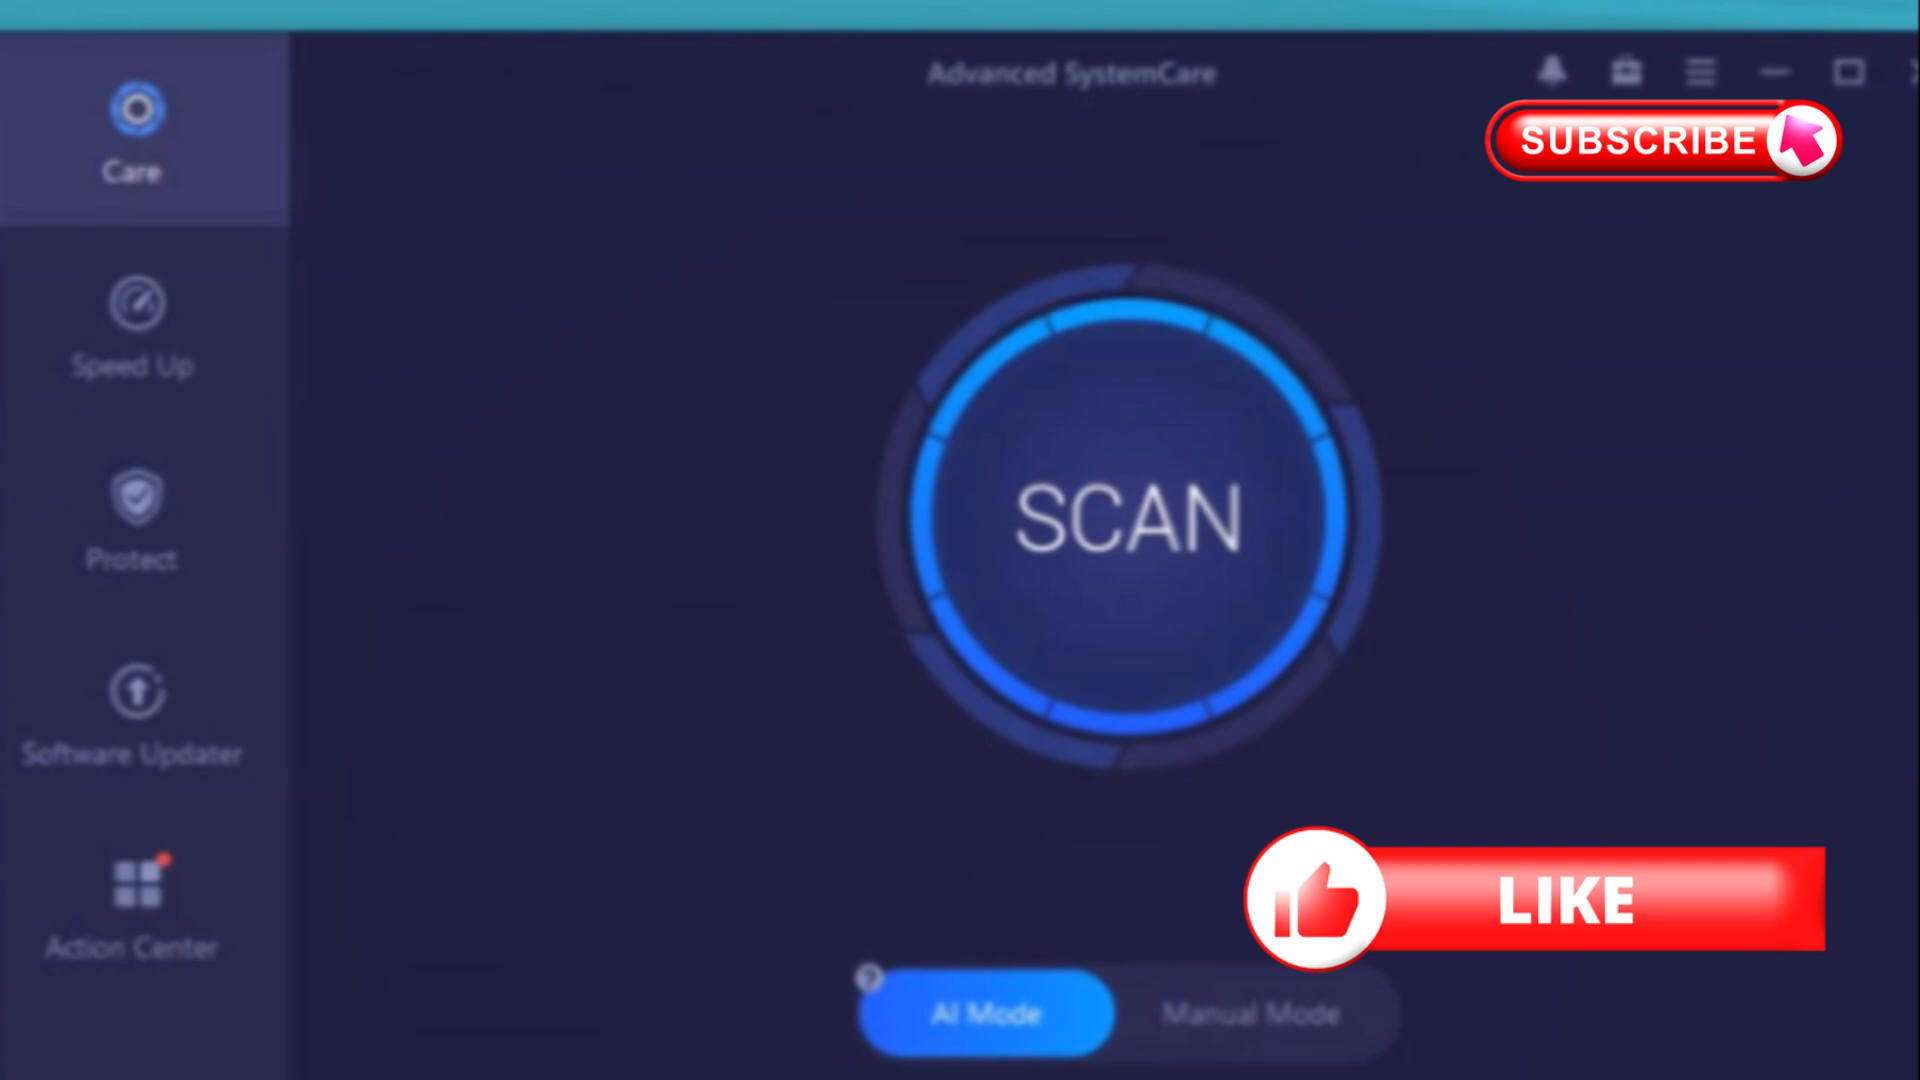 Advanced SystemCare
SUBSCRIBE
Care
Speed Up
SCAN
Protect
Software Updater
LIKE
Action Center
?
AI Mode
Manual Mode